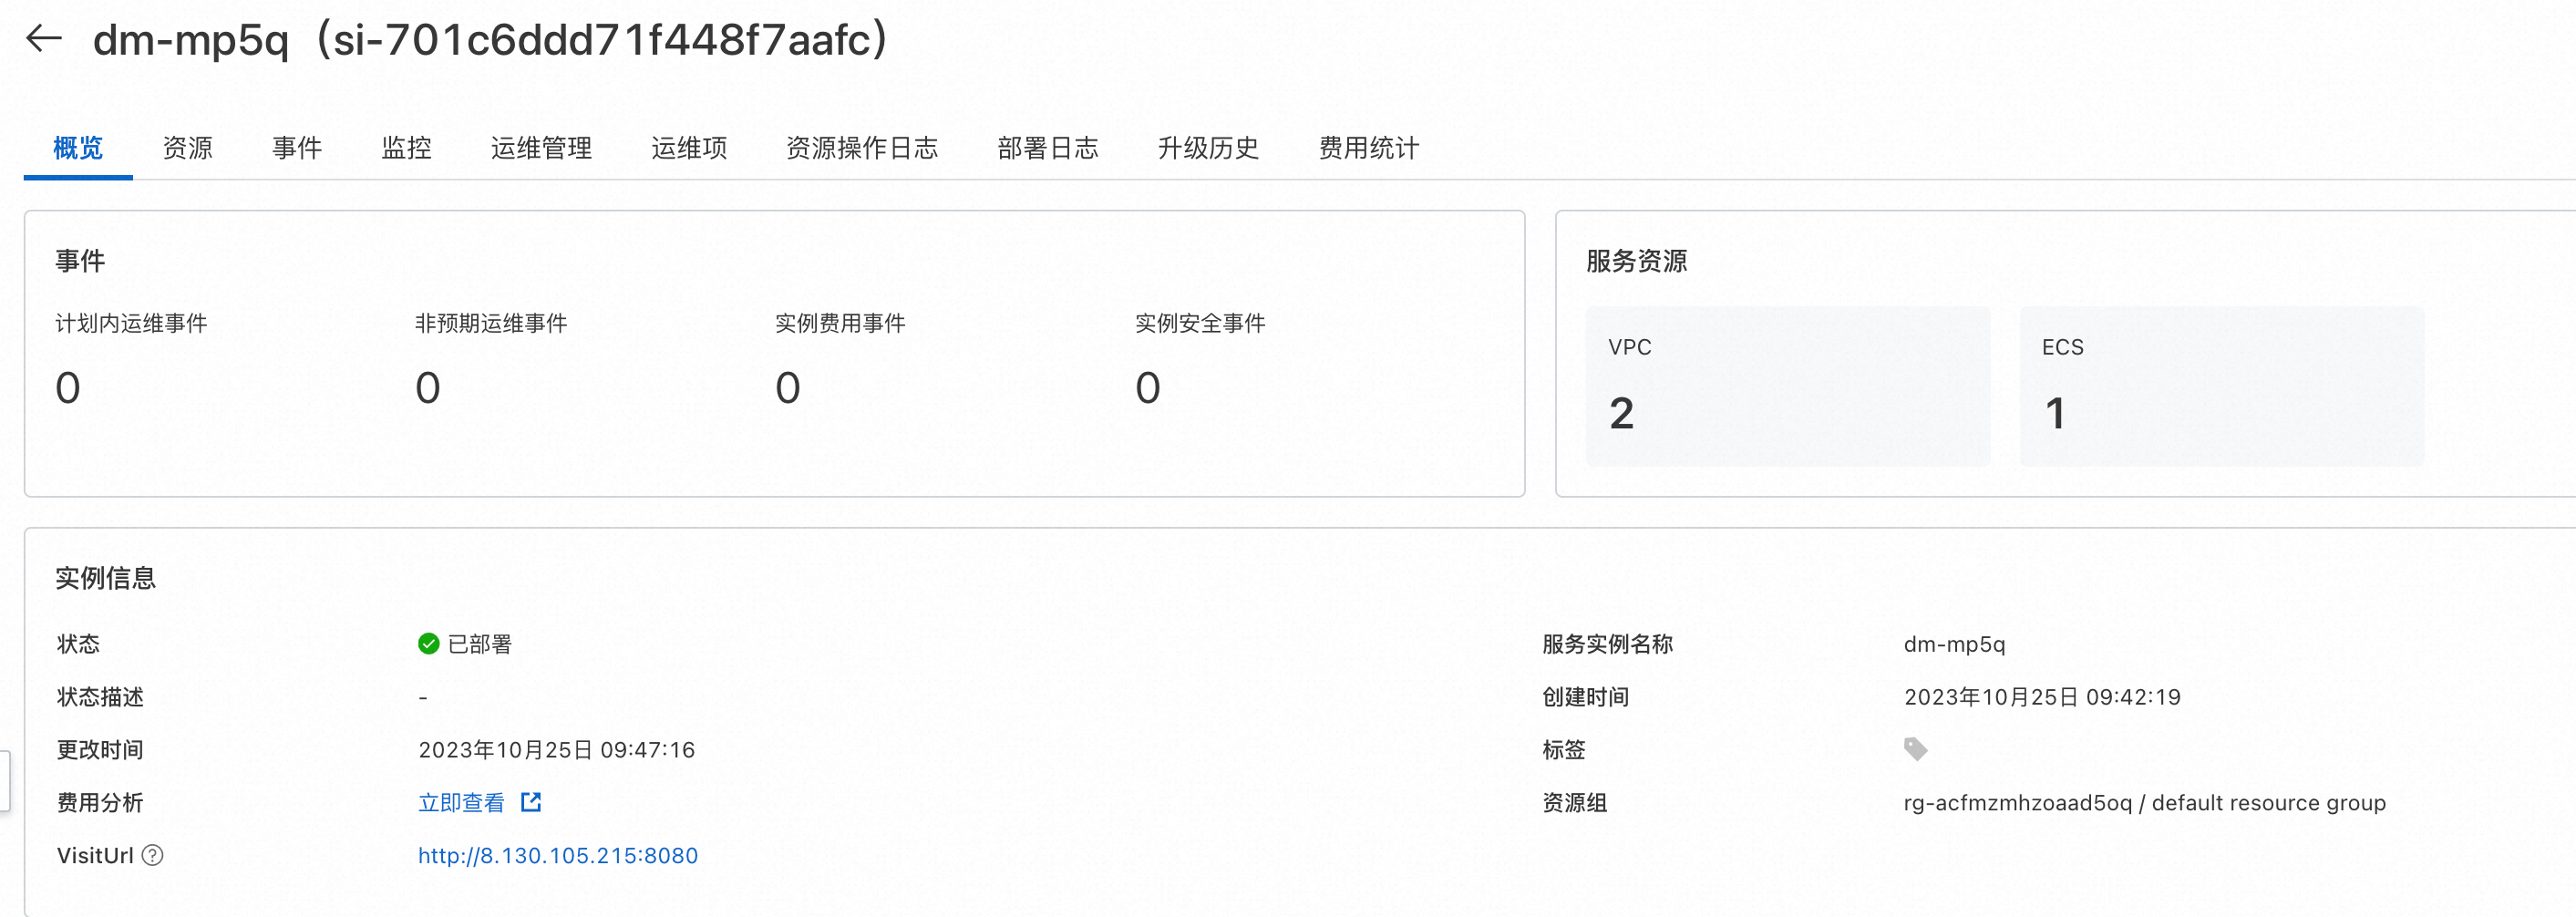 dm-mp5q（si-701c6ddd71f448f7aafc）
概览 资源 事件 监控 运维管理 运维项 资源操作日志 部署日志 升级历史 费用统计
事件
计划内运维事件 非预期运维事件 实例费用事件 实例安全事件
0 0 0 0
服务资源
VPC ECS
2 1
实例信息
状态 已部署 服务实例名称 dm-mp5q
状态描述 - 创建时间 2023年10月25日 09:42:19
更改时间 2023年10月25日 09:47:16 标签
费用分析 立即查看 资源组 rg-acfmzmhzoaad5oq / default resource group
VisitUrl ? http://8.130.105.215:8080